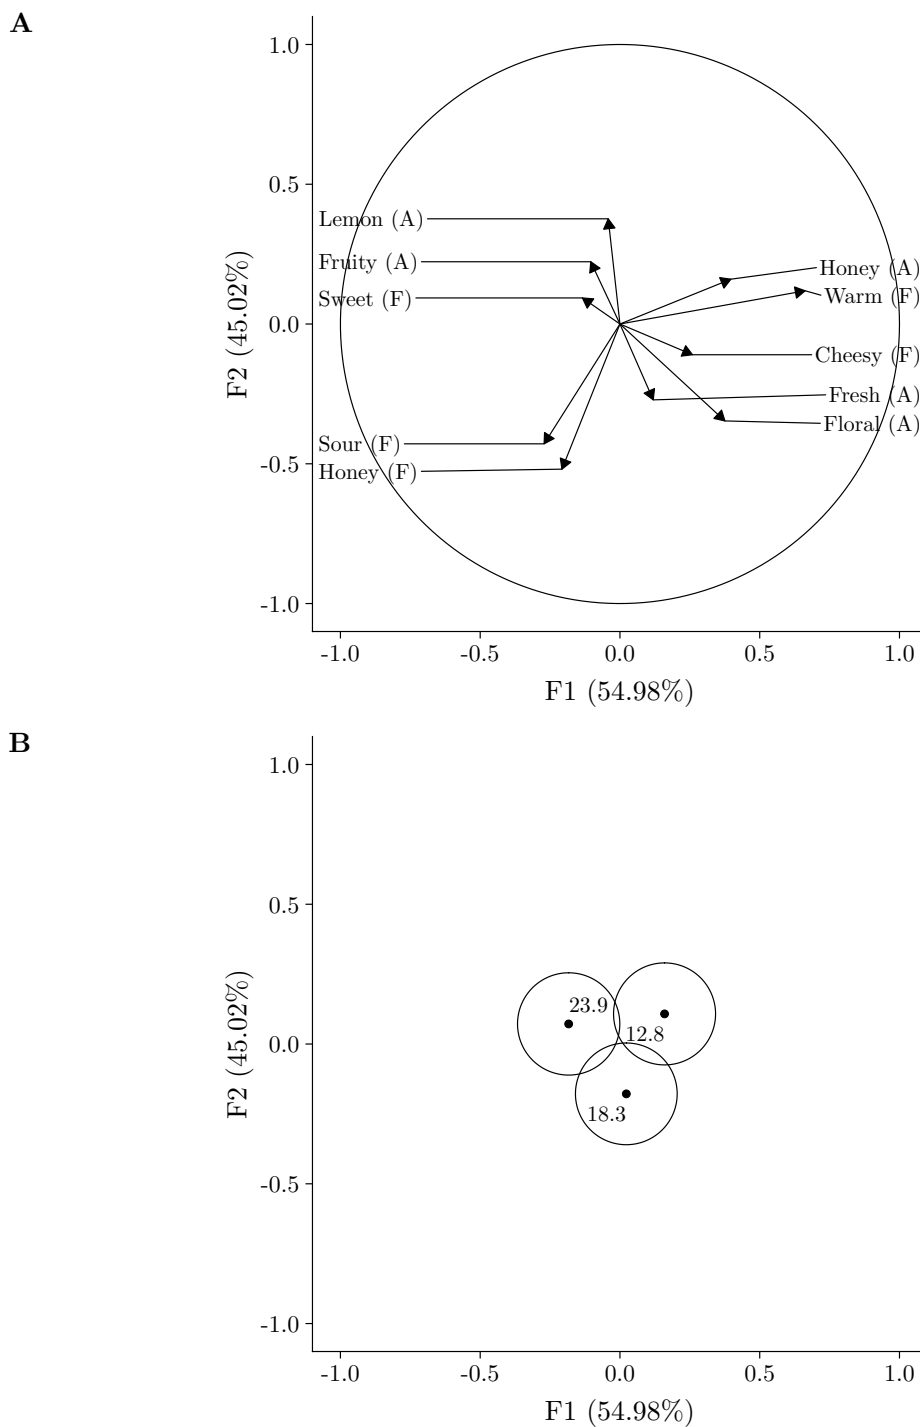 A
1.0
0.5
0.0
-0.5
-1.0
F2 (45.02%)
Lemon (A)
Fruity (A)
Sweet (F)
Sour (F)
Honey (F)
Honey (A)
Warm (F)
Cheesy (F)
Fresh (A)
Floral (A)
-1.0 -0.5 0.0 0.5 1.0
F1 (54.98%)
B
1.0
0.5
0.0
-0.5
-1.0
F2 (45.02%)
23.9
12.8
18.3
-1.0 -0.5 0.0 0.5 1.0
F1 (54.98%)